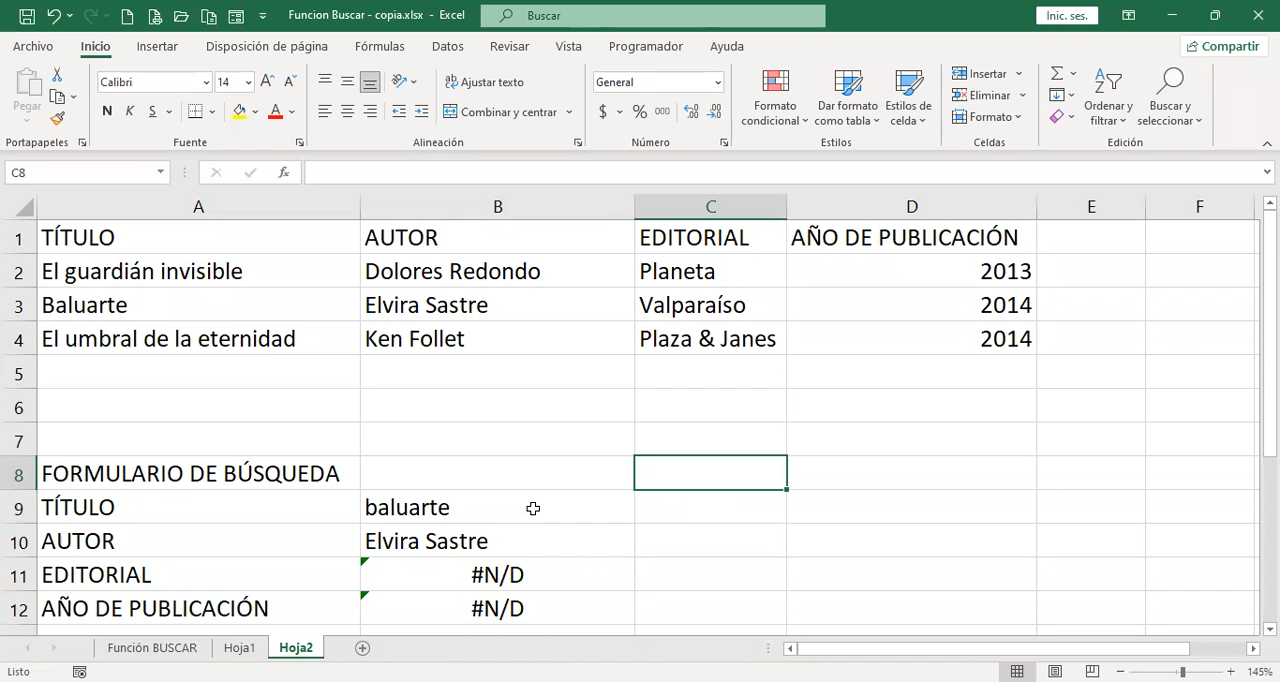 Funcion Buscar - copia.xlsx - Excel
Buscar
Inic. ses.
Archivo Inicio Insertar Disposición de página Fórmulas Datos Revisar Vista Programador Ayuda
Compartir
Pegar
Calibri 14
N K S
Ajustar texto
Combinar y centrar
General
$ % 000
Formato condicional
Dar formato como tabla
Estilos de celda
Insertar
Eliminar
Formato
Ordenar y filtrar
Buscar y seleccionar
Portapapeles Fuente Alineación Número Estilos Celdas Edición
C8 fx
A B C D E F
1 TÍTULO AUTOR EDITORIAL AÑO DE PUBLICACIÓN
2 El guardián invisible Dolores Redondo Planeta 2013
3 Baluarte Elvira Sastre Valparaíso 2014
4 El umbral de la eternidad Ken Follet Plaza & Janes 2014
5
6
7
8 FORMULARIO DE BÚSQUEDA
9 TÍTULO baluarte
10 AUTOR Elvira Sastre
11 EDITORIAL #N/D
12 AÑO DE PUBLICACIÓN #N/D
Función BUSCAR Hoja1 Hoja2
Listo
145%